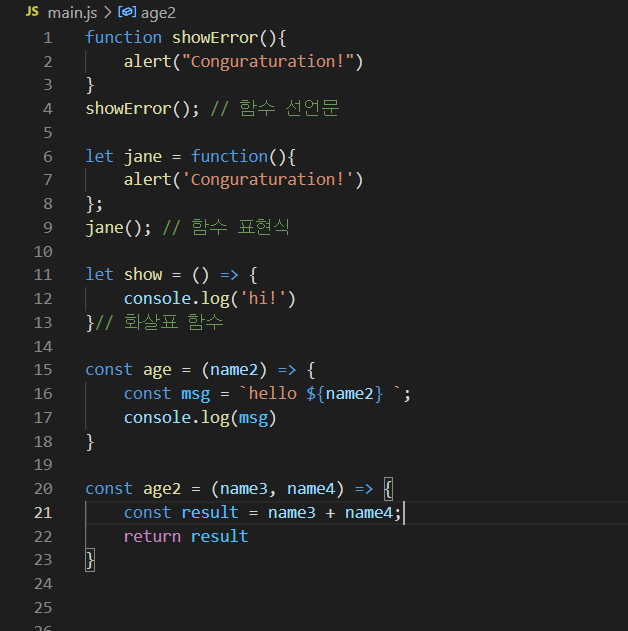 JS main.js > age2
1 function showError(){
2     alert("Conguraturation!")
3 }
4 showError(); // 함수 선언문
5
6 let jane = function(){
7     alert('Conguraturation!')
8 };
9 jane(); // 함수 표현식
10
11 let show = () => {
12     console.log('hi!')
13 }// 화살표 함수
14
15 const age = (name2) => {
16     const msg = `hello ${name2} `;
17     console.log(msg)
18 }
19
20 const age2 = (name3, name4) => {
21     const result = name3 + name4;
22     return result
23 }
24
25
26